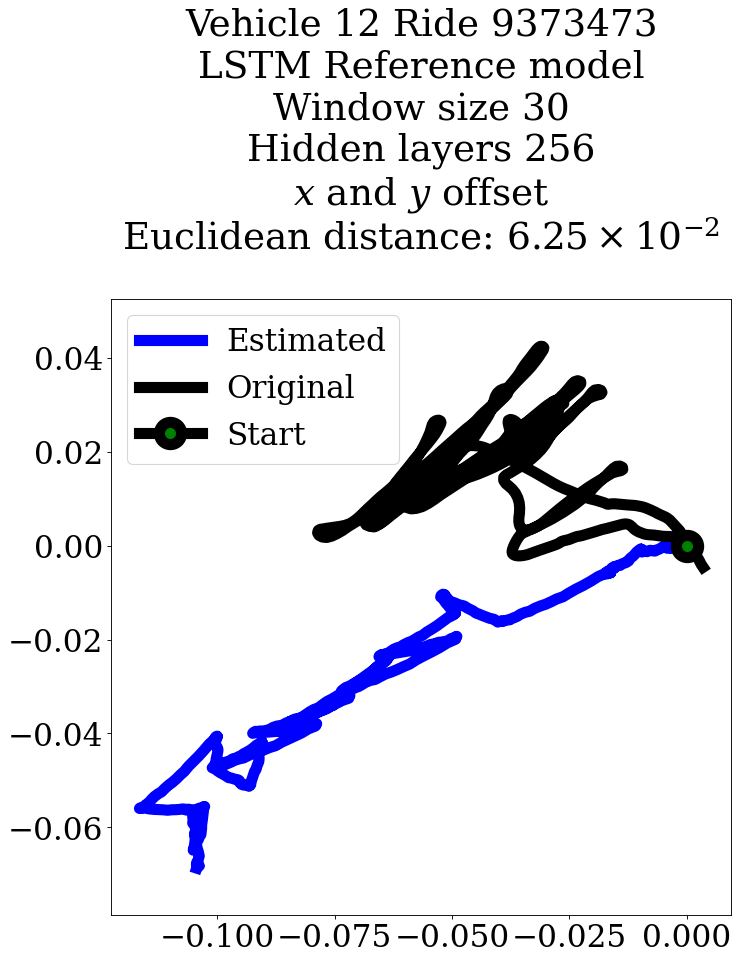 Vehicle 12 Ride 9373473
LSTM Reference model
Window size 30
Hidden layers 256
x and y offset
Euclidean distance: 6.25 × 10⁻²
Estimated
Original
Start
0.04
0.02
0.00
−0.02
−0.04
−0.06
−0.100 −0.075 −0.050 −0.025 0.000